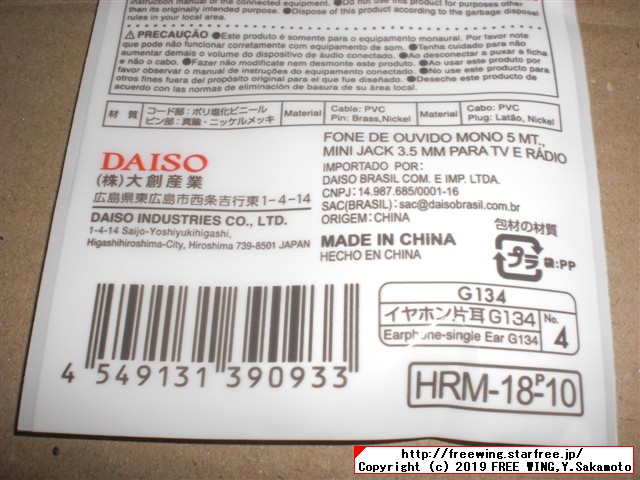 instruction manual of the connected equipment. ●Do not use this product for purposes other
than its originally intended purpose. ●Dispose of this product according to the garbage disposal
rules in your local area.
⚠PRECAUÇÃO ●Este produto é somente para o equipamento monaural. Por favor note
que pode não funcionar corretamente com equipamento de som. ●Tenha cuidado para não
aumentar demais o volume do dispositivo de áudio conectado. ●Ao desconectar a puxar a ficha
e não o cabo. ●Fazer não modificate nem desmonte este produto. ●Ao usar este produto por
favor observar o manual de instruções do equipamento conectado. ●No use este producto para
otros fines fuera del propósito original para el que fue diseñado. ●Deseche este producto de
acuerdo con las normas de eliminación de basura de su área local.
材質 コード部：ポリ塩化ビニール ピン部：真鍮・ニッケルメッキ
Material Cable: PVC Pin: Brass,Nickel
Material Cabo: PVC Plug: Latão, Nickel
DAISO
(株)大創産業
広島県東広島市西条吉行東1-4-14
DAISO INDUSTRIES CO., LTD.
1-4-14 Saijo-Yoshiyukihigashi,
Higashihiroshima-City, Hiroshima 739-8501 JAPAN
FONE DE OUVIDO MONO 5 MT.,
MINI JACK 3.5 MM PARA TV E RÁDIO
IMPORTADO POR:
DAISO BRASIL COM. E IMP. LTDA.
CNPJ: 14.987.685/0001-16
SAC(BRASIL): sac@daisobrasil.com.br
ORIGEM: CHINA
MADE IN CHiNA
HECHO EN CHINA
包材の材質
プラ 袋:PP
G134
イヤホン片耳G134
Earphone-single Ear G134
No.
4
4 549131 390933
HRM-18-P-10
http://freewing.starfree.jp/
Copyright (c) 2019 FREE WING,Y.Sakamoto